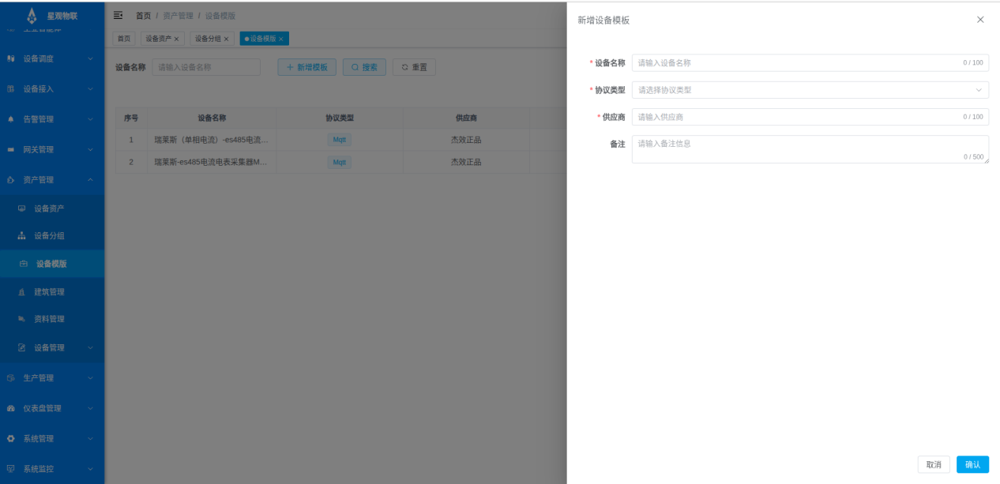 星观物联
首页 / 资产管理 / 设备模版
首页 设备资产 × 设备分组 × 设备模版 ×
设备调度
设备接入
告警管理
网关管理
资产管理
设备资产
设备分组
设备模版
建筑管理
资料管理
设备管理
生产管理
仪表盘管理
系统管理
系统监控
设备名称 请输入设备名称 + 新增模板 搜索 重置
序号 设备名称 协议类型 供应商
1 瑞莱斯（单相电流）-es485电流... Mqtt 杰效正品
2 瑞莱斯-es485电流电表采集器M... Mqtt 杰效正品
新增设备模板
* 设备名称 请输入设备名称 0 / 100
* 协议类型 请选择协议类型
* 供应商 请输入供应商 0 / 100
备注 请输入备注信息 0 / 500
取消 确认